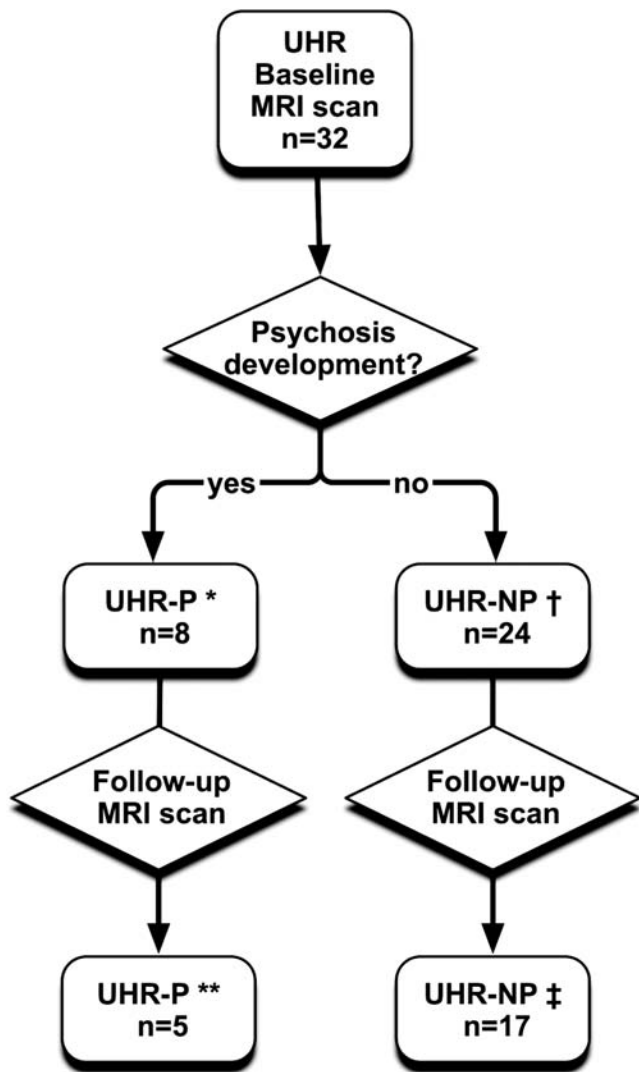 UHR
Baseline
MRI scan
n=32
Psychosis
development?
yes
no
UHR-P *
n=8
UHR-NP †
n=24
Follow-up
MRI scan
Follow-up
MRI scan
UHR-P **
n=5
UHR-NP ‡
n=17